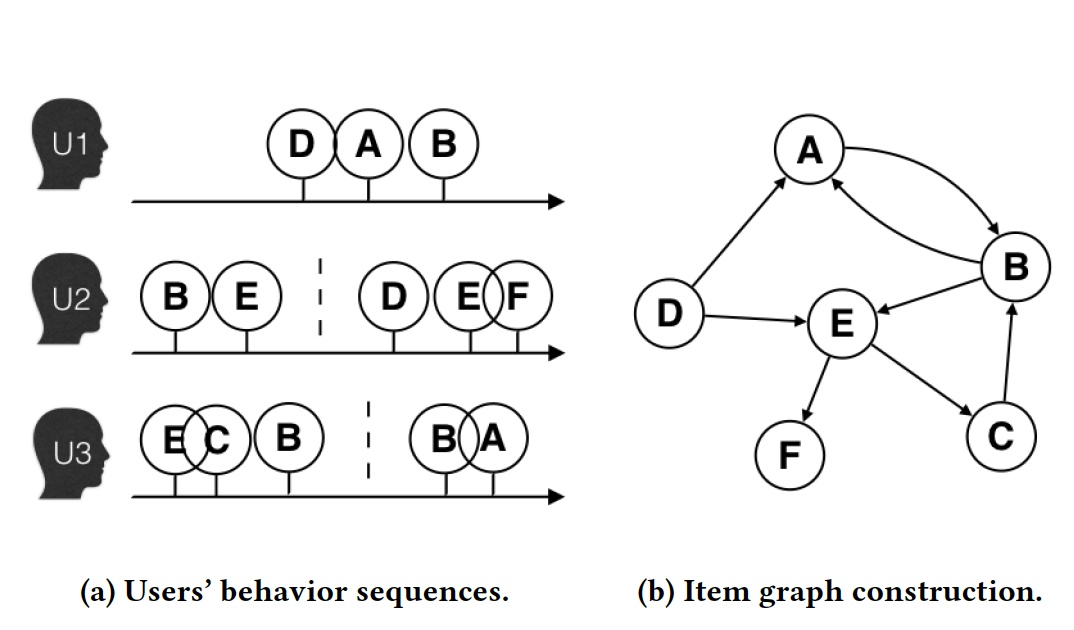 U1
D A B
U2
B E D E F
U3
E C B B A
(a) Users’ behavior sequences.
A
B
D
E
C
F
(b) Item graph construction.